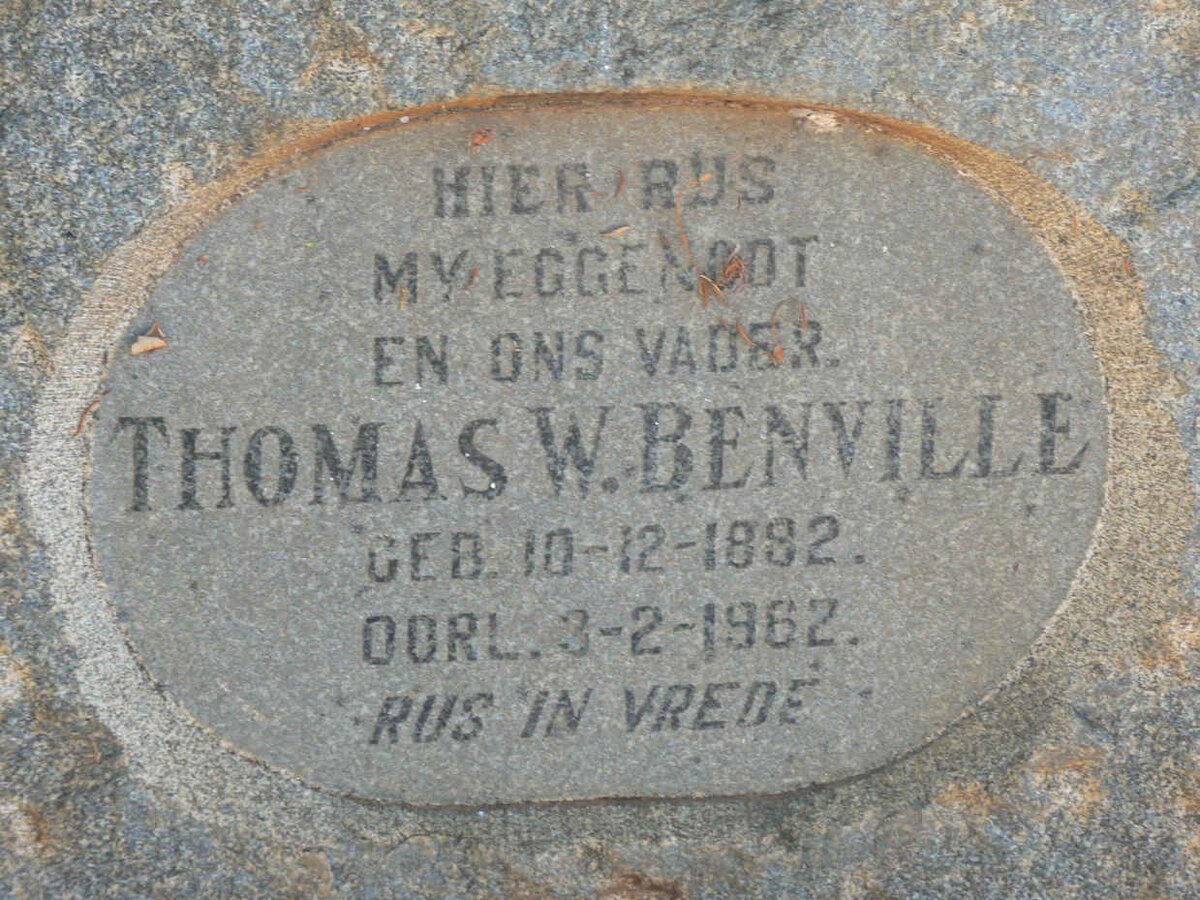 HIER RUS
MY EGGENOOT
EN ONS VADER.
THOMAS W. BENVILLE
GEB. 10-12-1882.
OORL. 3-2-1962.
RUS IN VREDE